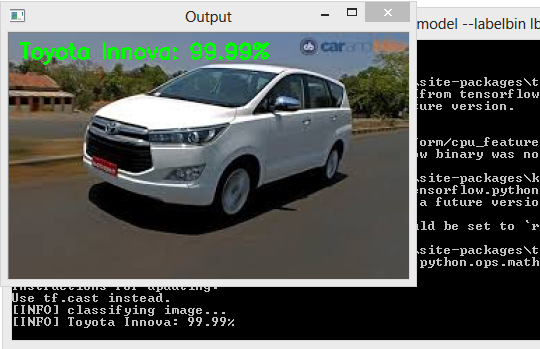 Output
Toyota Innova: 99.99%
carandbike
model --labelbin lb
\site-packages\t
from tensorflow
ture version.
form/cpu_feature
ow binary was no
\site-packages\k
ensorflow.python
a future versio
ld be set to `r
\site-packages\t
python.ops.math
Instructions for updating:
Use tf.cast instead.
[INFO] classifying image...
[INFO] Toyota Innova: 99.99%